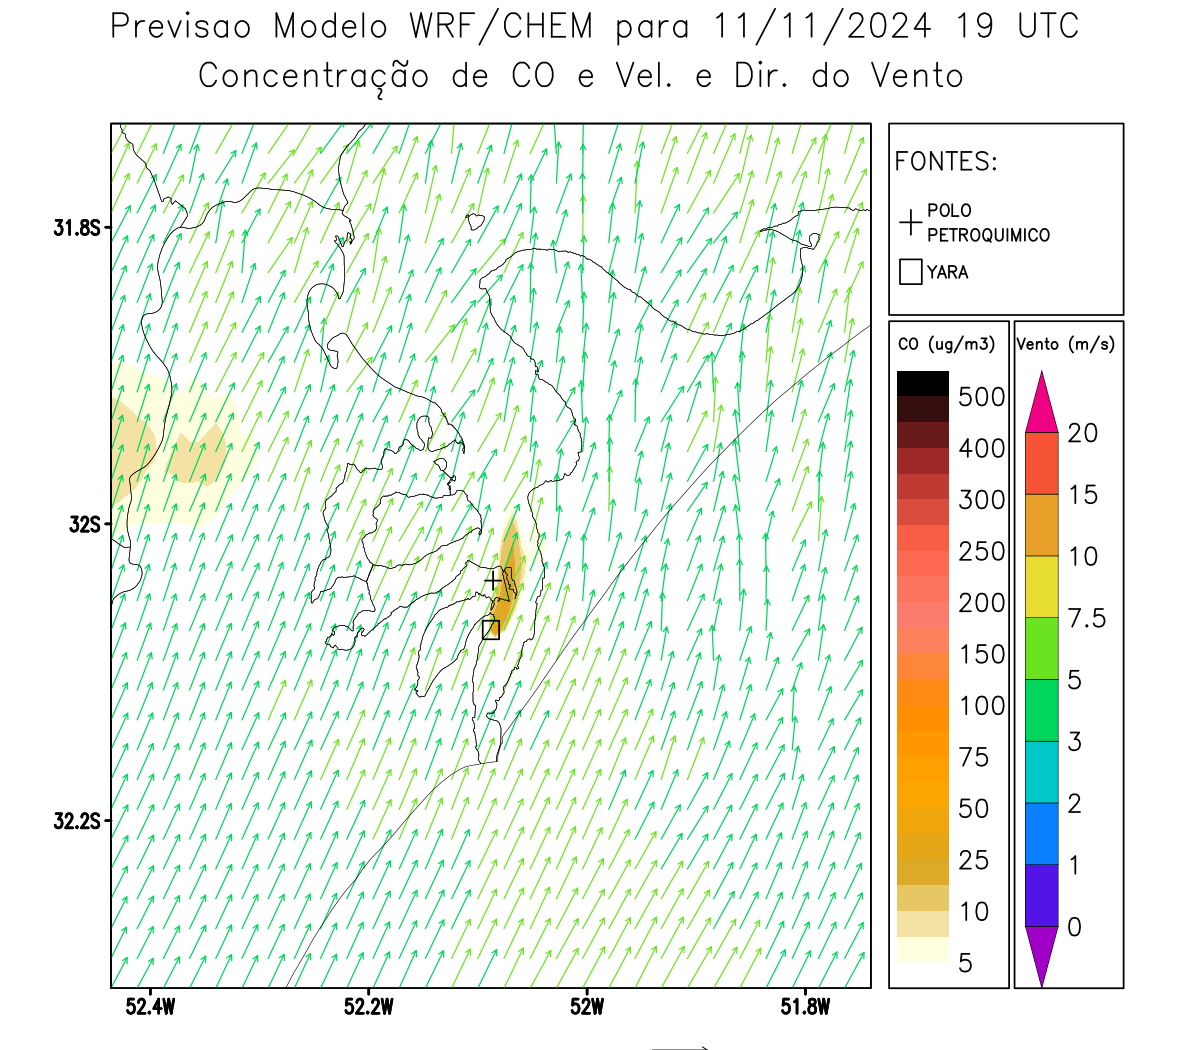 Previsao Modelo WRF/CHEM para 11/11/2024 19 UTC
Concentração de CO e Vel. e Dir. do Vento
FONTES:
POLO
PETROQUIMICO
YARA
CO (ug/m3)
500
400
300
250
200
150
100
75
50
25
10
5
Vento (m/s)
20
15
10
7.5
5
3
2
1
0
31.8S
32S
32.2S
52.4W
52.2W
52W
51.8W